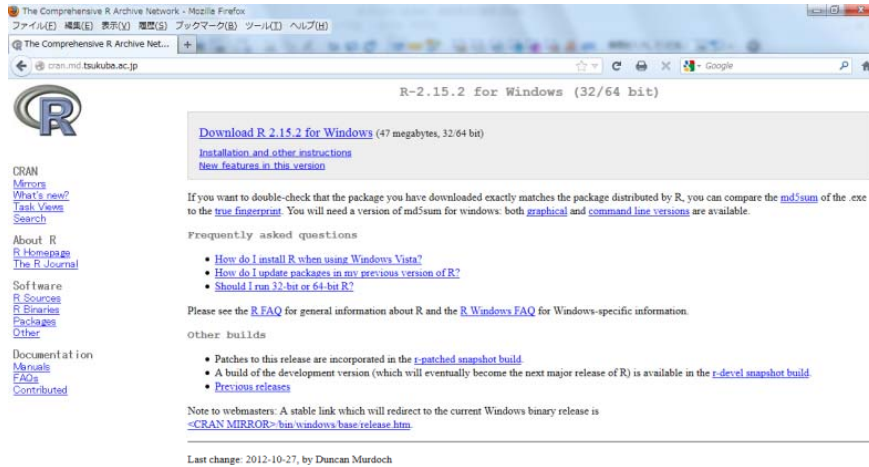 The Comprehensive R Archive Network - Mozilla Firefox
ファイル(F) 編集(E) 表示(V) 履歴(S) ブックマーク(B) ツール(T) ヘルプ(H)
The Comprehensive R Archive Net...
cran.md.tsukuba.ac.jp
Google
R
R-2.15.2 for Windows (32/64 bit)
Download R 2.15.2 for Windows (47 megabytes, 32/64 bit)
Installation and other instructions
New features in this version
CRAN
Mirrors
What's new?
Task Views
Search
About R
R Homepage
The R Journal
Software
R Sources
R Binaries
Packages
Other
Documentation
Manuals
FAQs
Contributed
If you want to double-check that the package you have downloaded exactly matches the package distributed by R, you can compare the md5sum of the .exe
to the true fingerprint. You will need a version of md5sum for windows: both graphical and command line versions are available.
Frequently asked questions
How do I install R when using Windows Vista?
How do I update packages in my previous version of R?
Should I run 32-bit or 64-bit R?
Please see the R FAQ for general information about R and the R Windows FAQ for Windows-specific information.
Other builds
Patches to this release are incorporated in the r-patched snapshot build.
A build of the development version (which will eventually become the next major release of R) is available in the r-devel snapshot build.
Previous releases
Note to webmasters: A stable link which will redirect to the current Windows binary release is
<CRAN MIRROR>/bin/windows/base/release.htm.
Last change: 2012-10-27, by Duncan Murdoch